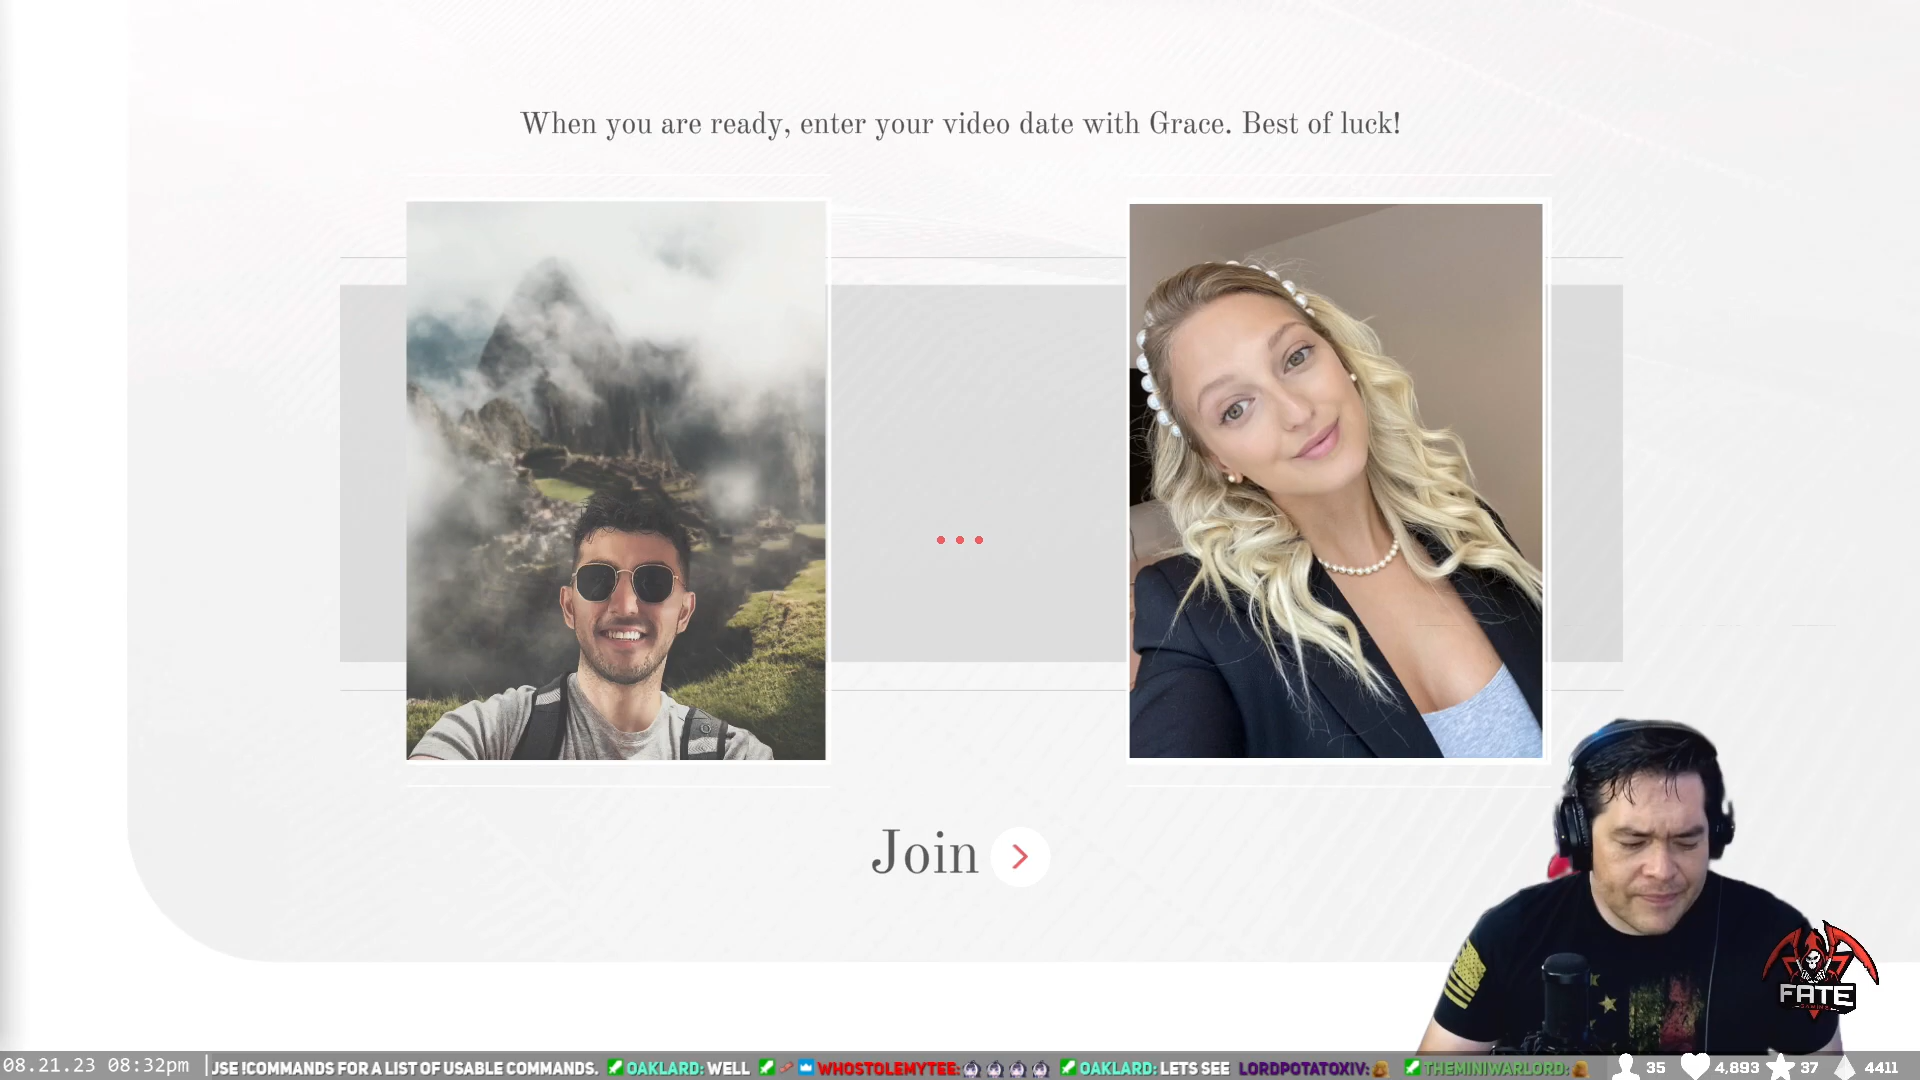 When you are ready, enter your video date with Grace. Best of luck!
Join
FATE
GAMING
08.21.23 08:32pm
JSE !COMMANDS FOR A LIST OF USABLE COMMANDS. OAKLARD: WELL WHOSTOLEMYTEE: OAKLARD: LETS SEE LORDPOTATOXIV: THEMINIWARLORD: 35 4,893 37 4411